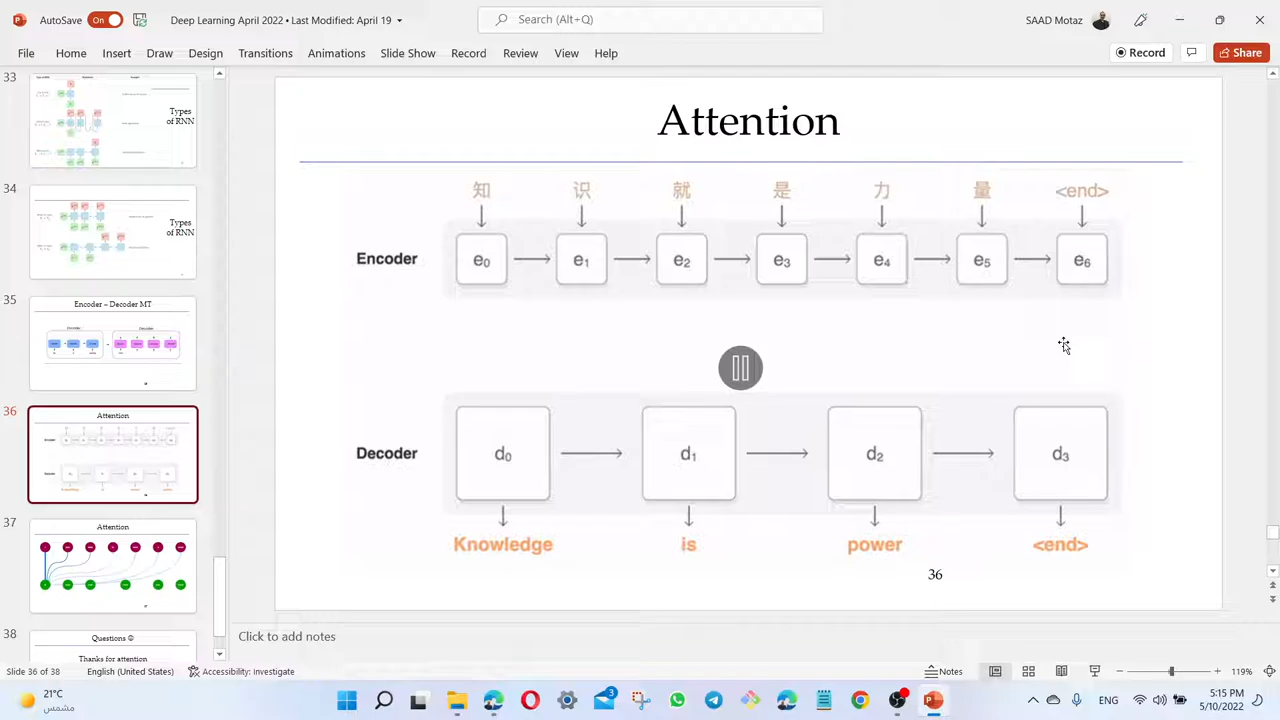 AutoSave On Deep Learning April 2022 • Last Modified: April 19 Search (Alt+Q) SAAD Motaz
File Home Insert Draw Design Transitions Animations Slide Show Record Review View Help Record Share
33
Types
of RNN
34
Types
of RNN
35
Encoder – Decoder MT
36
Attention
37
Attention
38
Questions ☺
Thanks for attention
Attention
知 识 就 是 力 量 <end>
Encoder e₀ e₁ e₂ e₃ e₄ e₅ e₆
Decoder d₀ d₁ d₂ d₃
Knowledge is power <end>
36
Click to add notes
Slide 36 of 38 English (United States) Accessibility: Investigate Notes 119%
21°C
مشمس
3
ENG
5:15 PM
5/10/2022